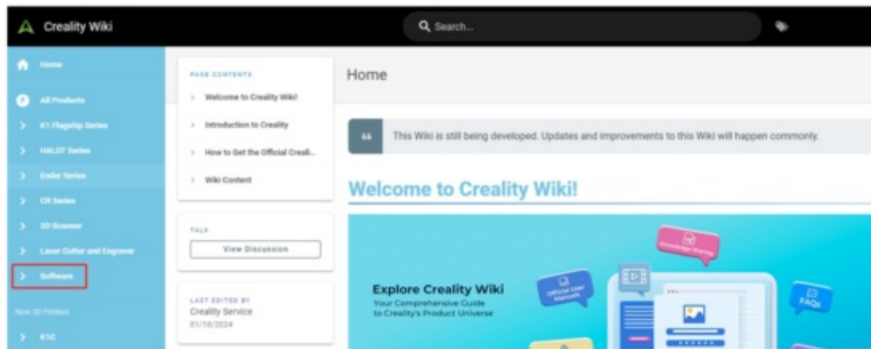 Creality Wiki
Search...
Home
All Products
K1 Flagship Series
HALOT Series
Ender Series
CR Series
3D Scanner
Laser Cutter and Engraver
Software
New 3D Printers
K1C
PAGE CONTENTS
Welcome to Creality Wiki!
Introduction to Creality
How to Get the Official Creali...
Wiki Content
TALK
View Discussion
LAST EDITED BY
Creality Service
01/18/2024
Home
This Wiki is still being developed. Updates and improvements to this Wiki will happen commonly.
Welcome to Creality Wiki!
Explore Creality Wiki
Your Comprehensive Guide
to Creality's Product Universe
Knowledge Sharing
Official User
Manuals
FAQs